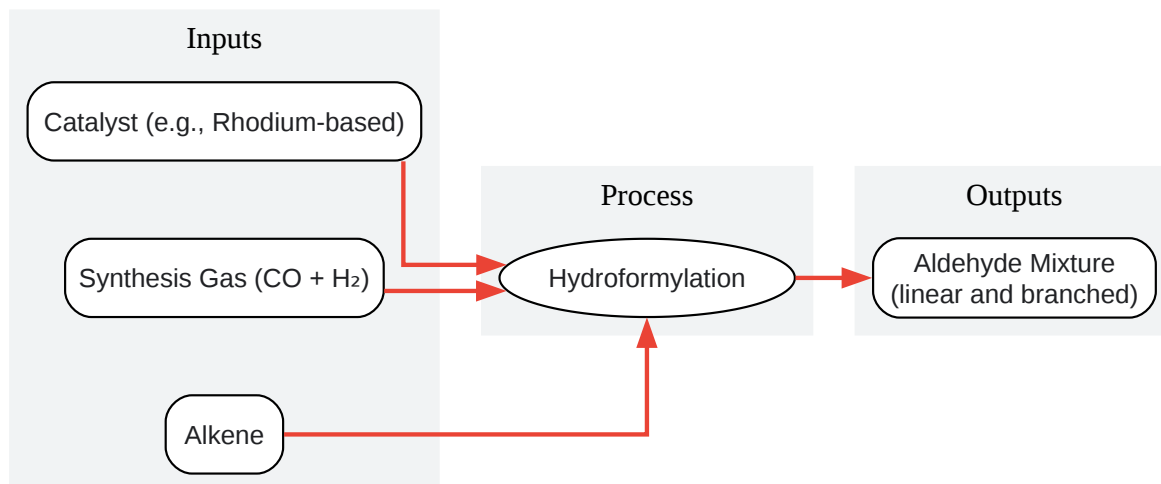 Inputs
Catalyst (e.g., Rhodium-based)
Synthesis Gas (CO + H₂)
Alkene
Process
Hydroformylation
Outputs
Aldehyde Mixture
(linear and branched)